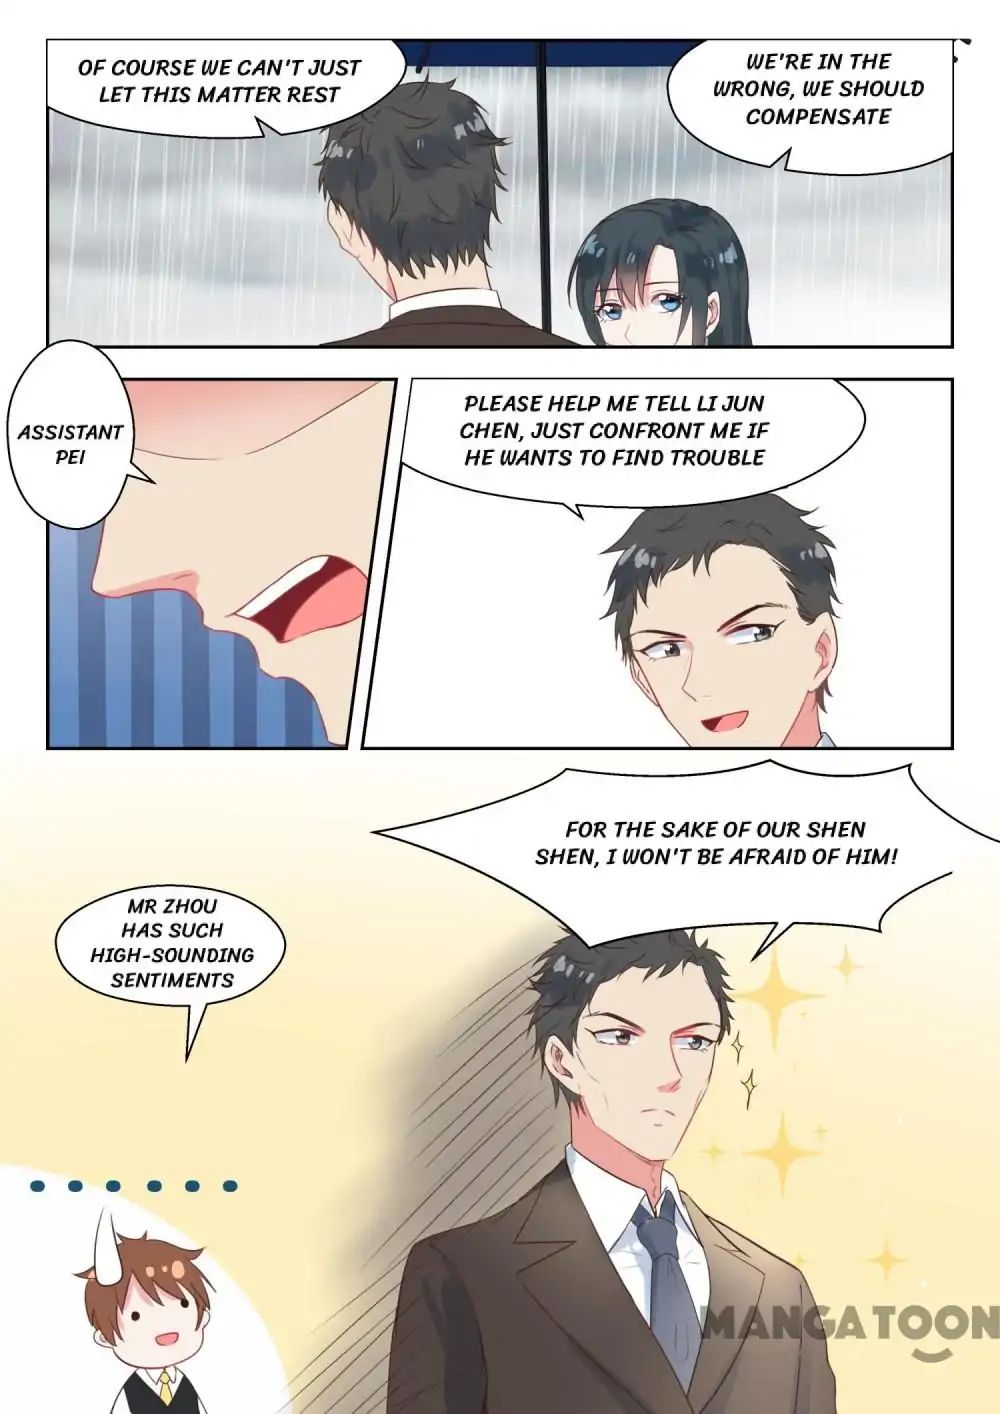 OF COURSE WE CAN'T JUST
LET THIS MATTER REST
WE'RE IN THE
WRONG, WE SHOULD
COMPENSATE
ASSISTANT
PEI
PLEASE HELP ME TELL LI JUN
CHEN, JUST CONFRONT ME IF
HE WANTS TO FIND TROUBLE
FOR THE SAKE OF OUR SHEN
SHEN, I WON'T BE AFRAID OF HIM!
MR ZHOU
HAS SUCH
HIGH-SOUNDING
SENTIMENTS
MANGATOON